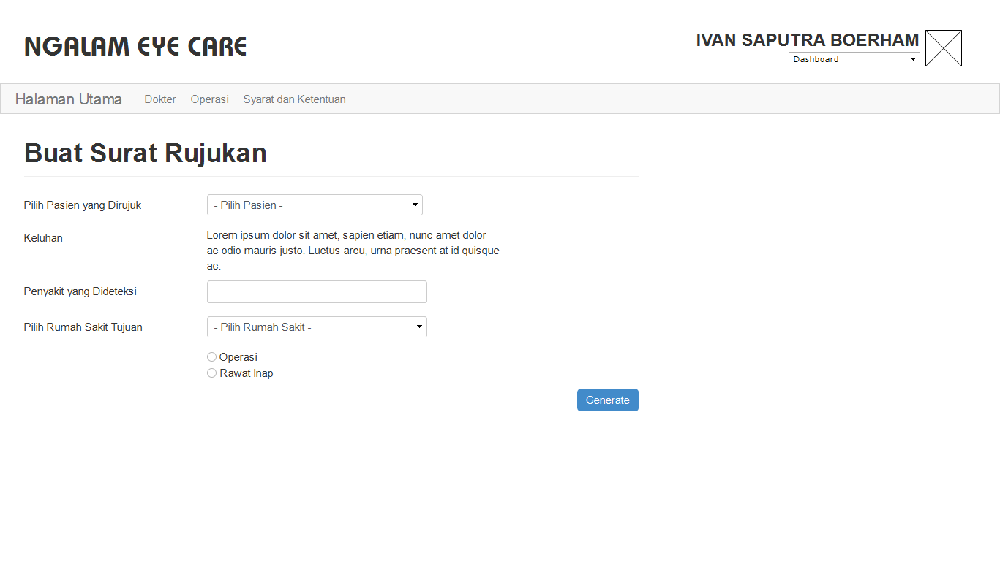 NGALAM EYE CARE
IVAN SAPUTRA BOERHAM
Dashboard
Halaman Utama Dokter Operasi Syarat dan Ketentuan
Buat Surat Rujukan
Pilih Pasien yang Dirujuk - Pilih Pasien -
Keluhan
Lorem ipsum dolor sit amet, sapien etiam, nunc amet dolor
ac odio mauris justo. Luctus arcu, urna praesent at id quisque
ac.
Penyakit yang Dideteksi
Pilih Rumah Sakit Tujuan - Pilih Rumah Sakit -
Operasi
Rawat Inap
Generate